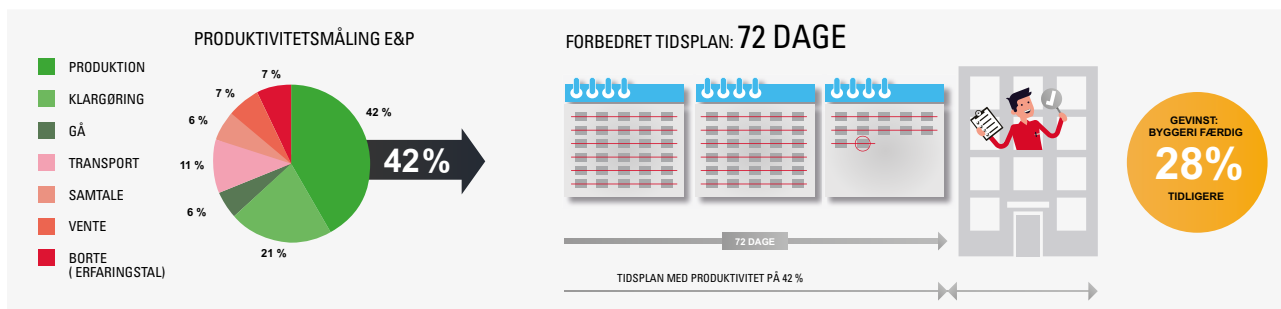 PRODUKTIVITETSMÅLING E&P
PRODUKTION
KLARGØRING
GÅ
TRANSPORT
SAMTALE
VENTE
BORTE
( ERFARINGSTAL)
7 %
7 %
6 %
11 %
6 %
21 %
42 %
42%
FORBEDRET TIDSPLAN: 72 DAGE
72 DAGE
TIDSPLAN MED PRODUKTIVITET PÅ 42 %
GEVINST:
BYGGERI FÆRDIG
28%
TIDLIGERE